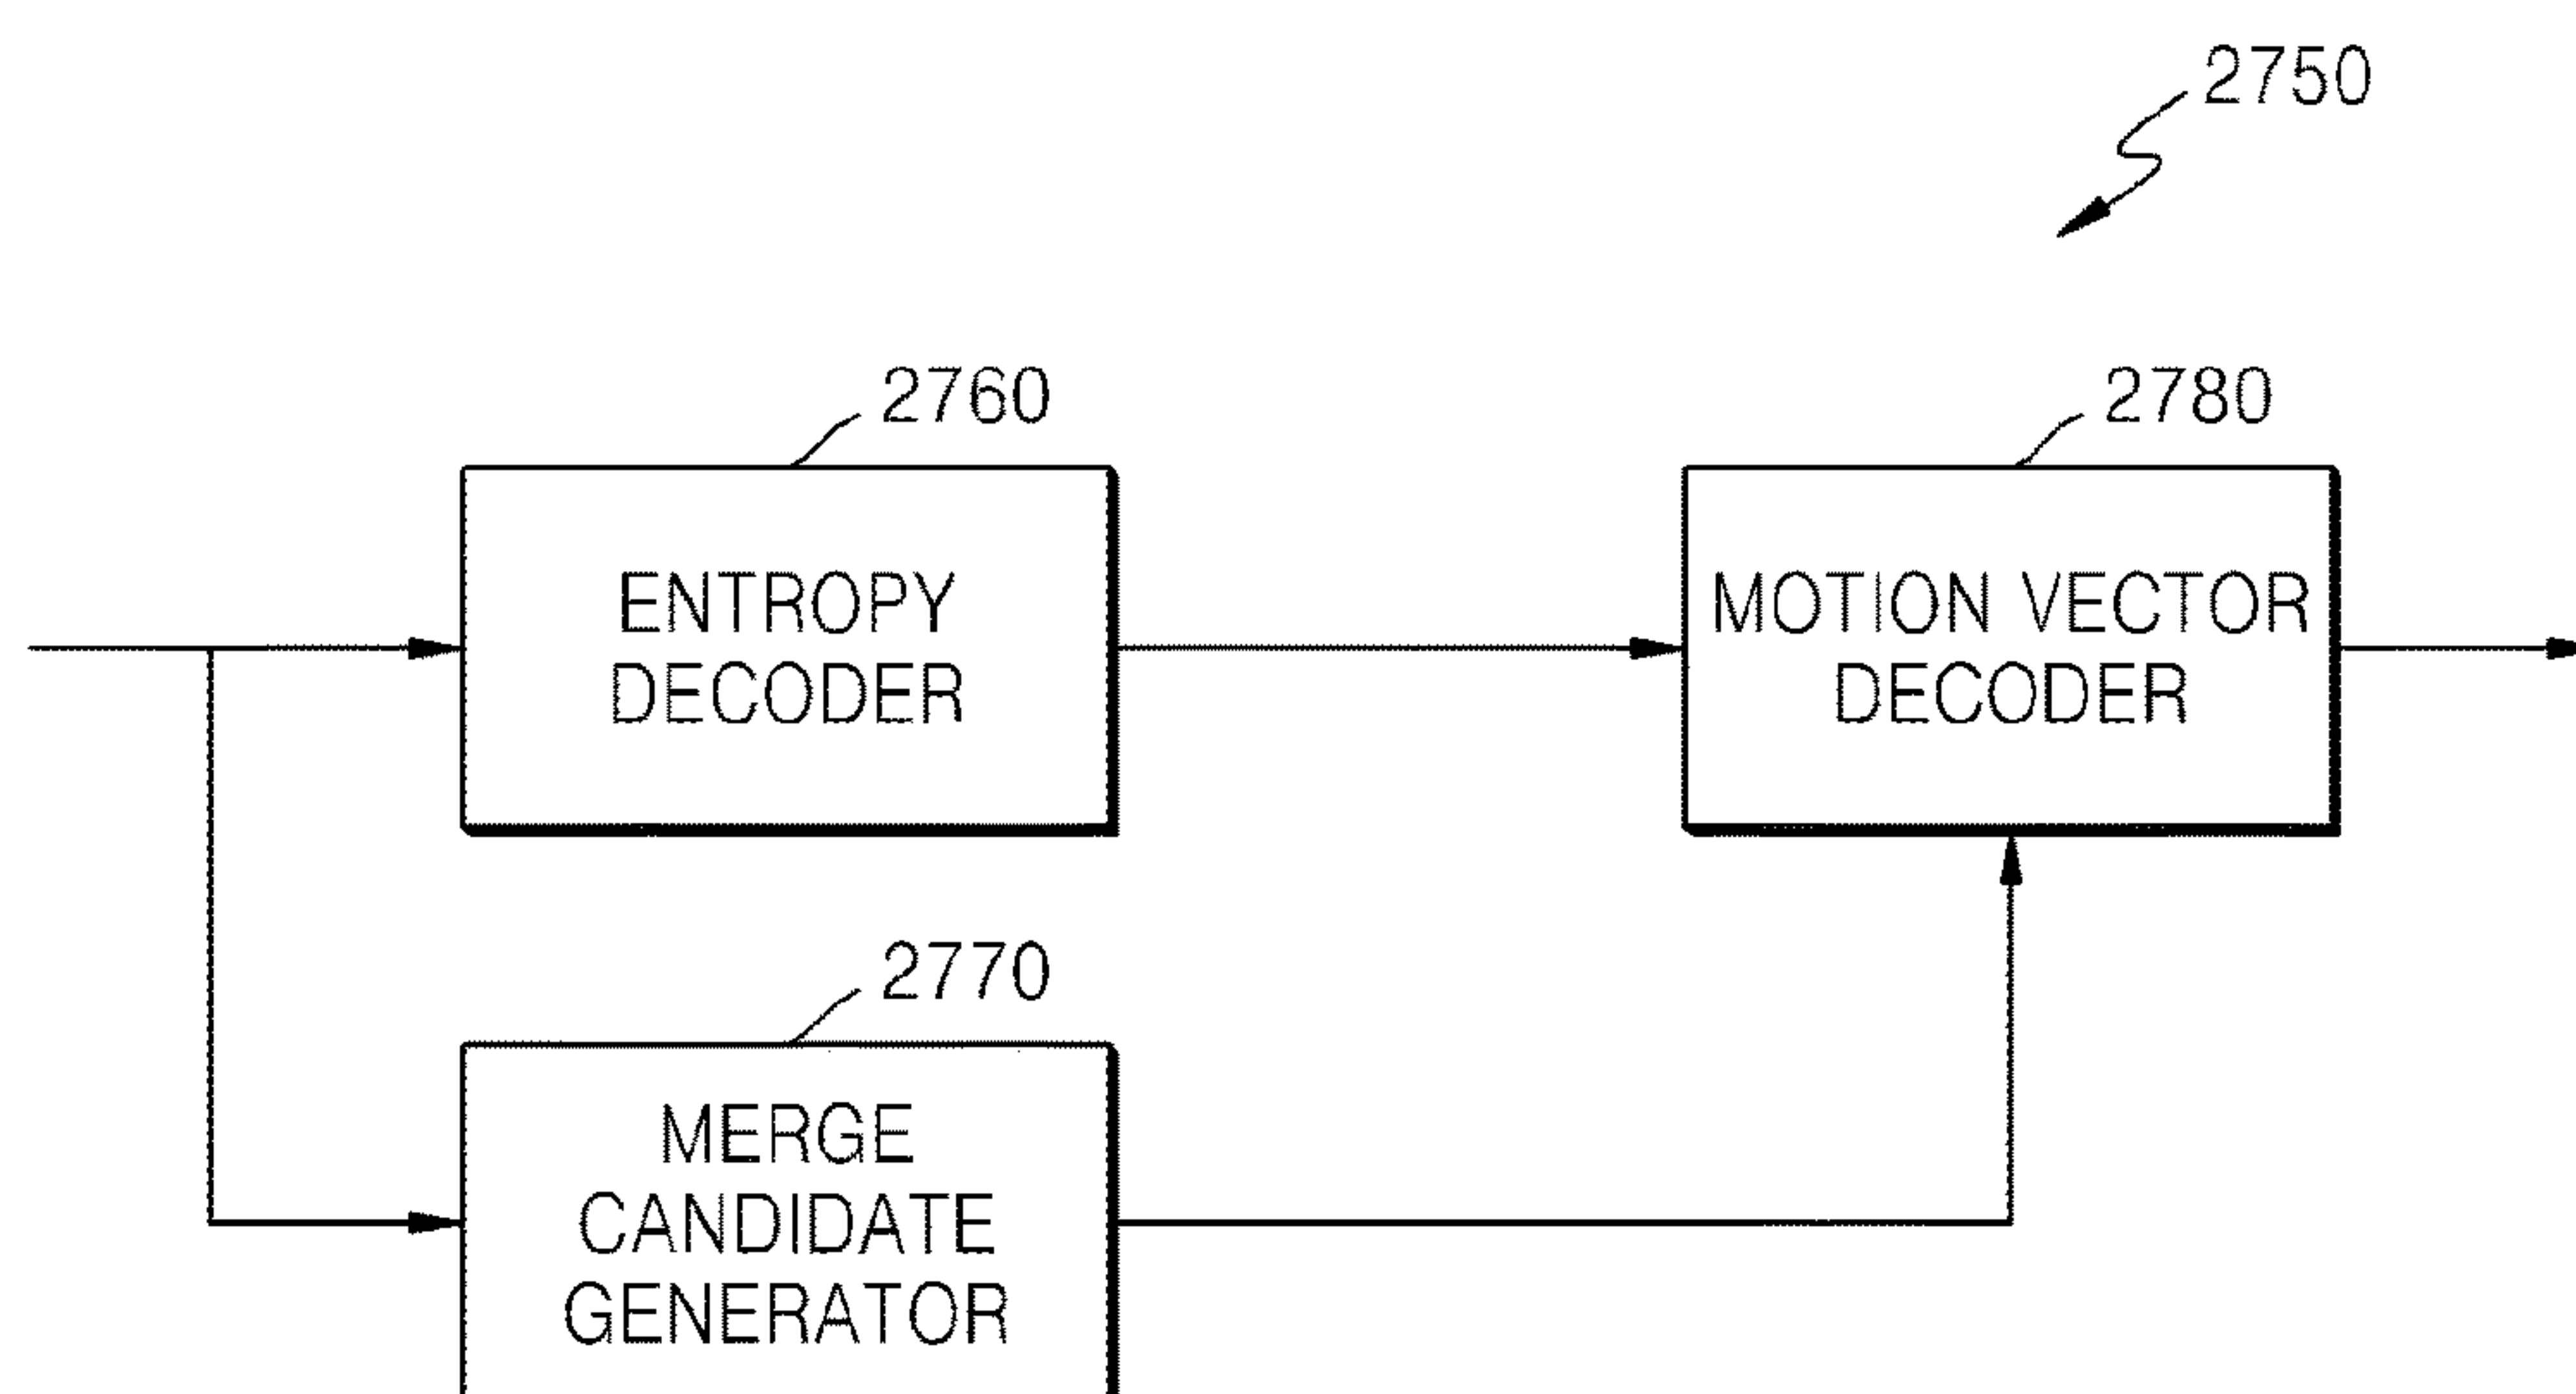 2750
2760
2780
ENTROPY
DECODER
MOTION VECTOR
DECODER
2770
MERGE
CANDIDATE
GENERATOR